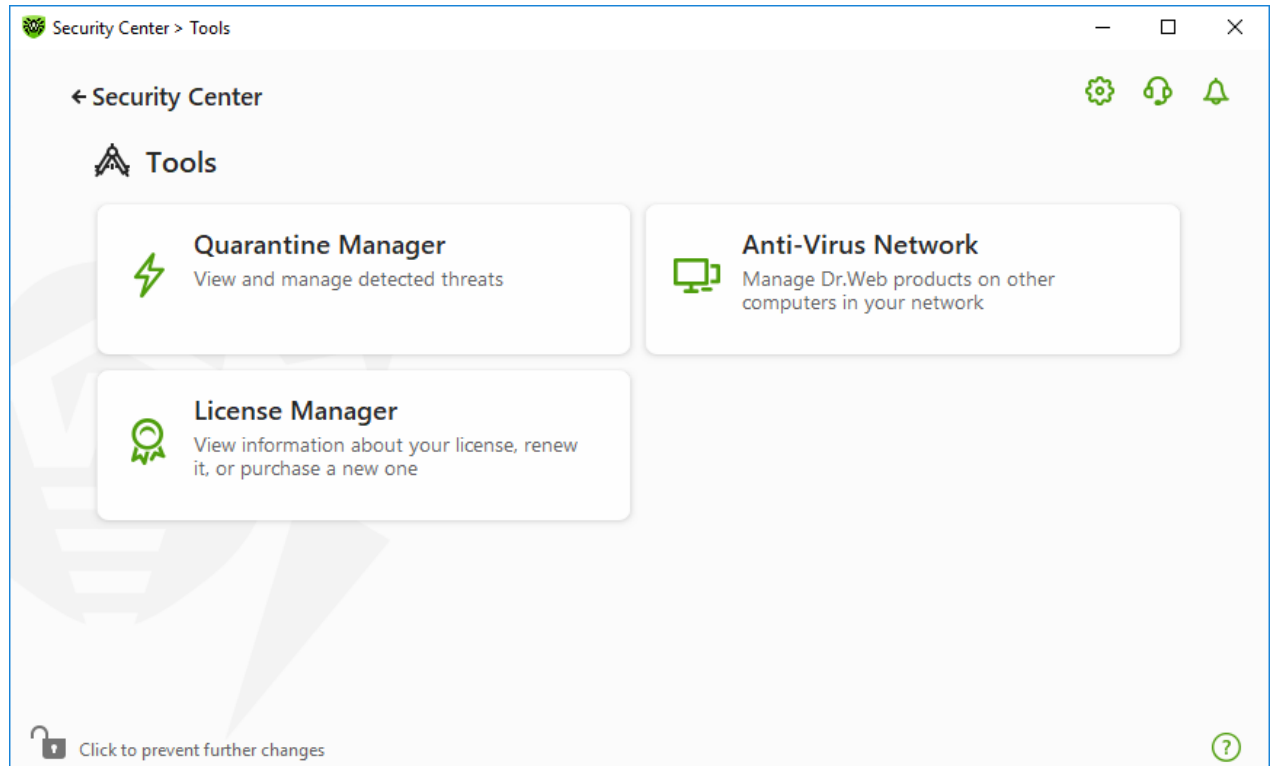 Security Center > Tools
Security Center
Tools
Quarantine Manager
View and manage detected threats
Anti-Virus Network
Manage Dr.Web products on other
computers in your network
License Manager
View information about your license, renew
it, or purchase a new one
Click to prevent further changes
?